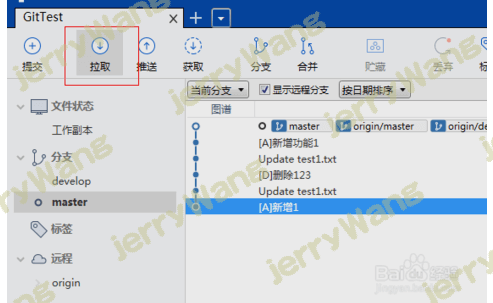 GitTest
提交
拉取
推送
获取
分支
合并
贮藏
丢弃
当前分支
显示远程分支
按日期排序
图谱
文件状态
工作副本
分支
develop
master
标签
远程
origin
master
origin/master
origin/de
[A]新增功能1
Update test1.txt
[D]删除123
Update test1.txt
[A]新增1
jerryWang
jerryWang
jerryWang
jerryWang
jerryWang
Baidu经验